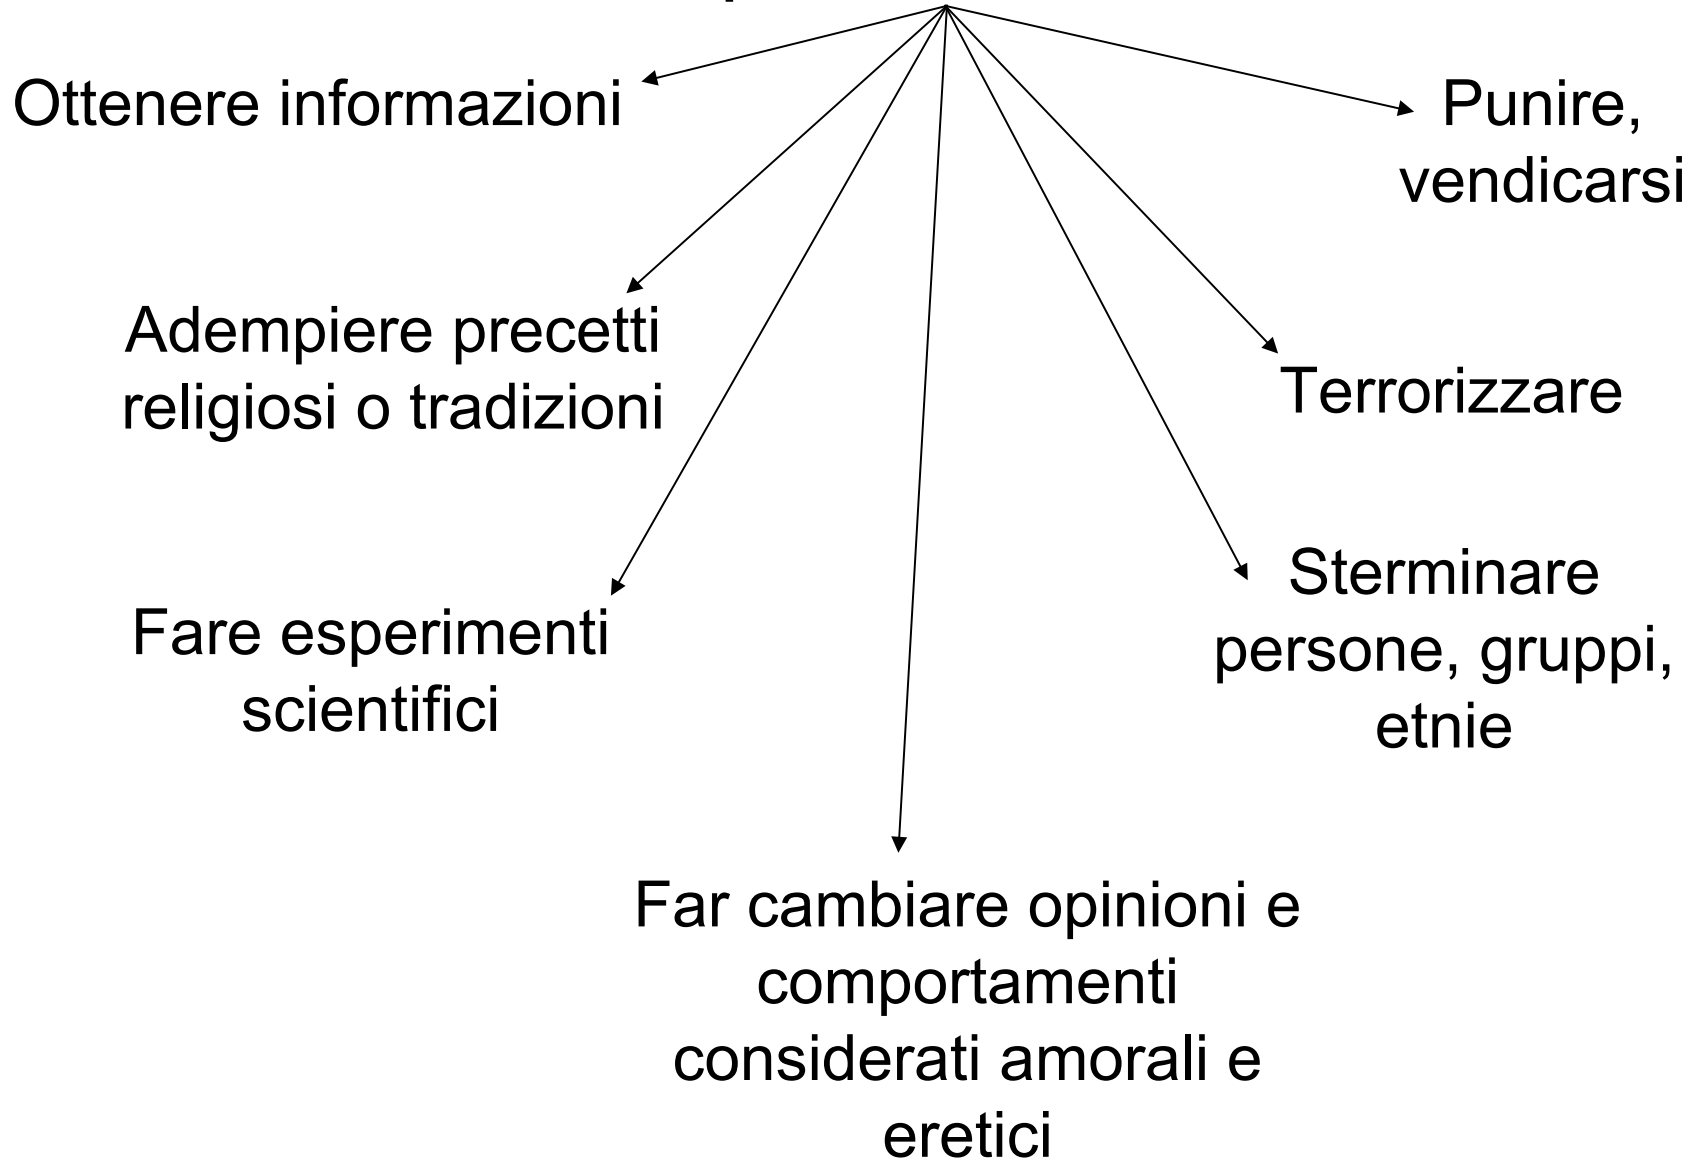 Ottenere informazioni
Punire,
vendicarsi
Adempiere precetti
religiosi o tradizioni
Terrorizzare
Fare esperimenti
scientifici
Sterminare
persone, gruppi,
etnie
Far cambiare opinioni e
comportamenti
considerati amorali e
eretici